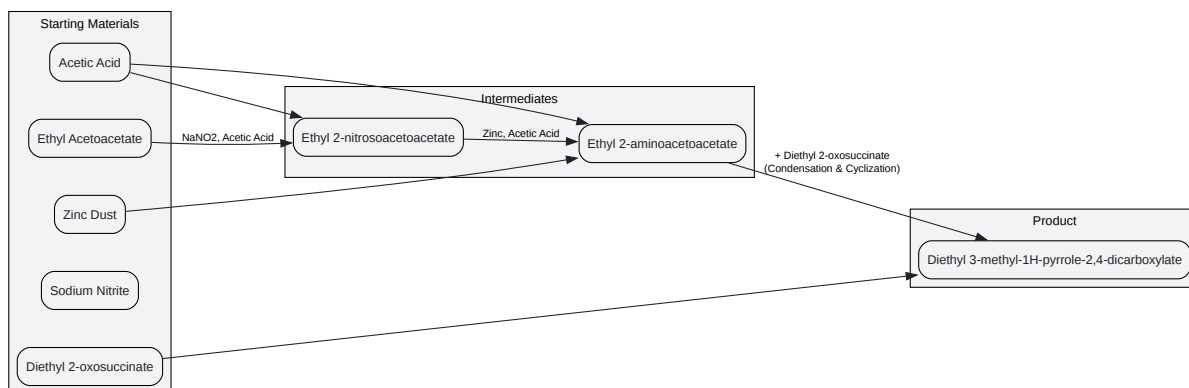 Starting Materials
Acetic Acid
Ethyl Acetoacetate
Zinc Dust
Sodium Nitrite
Diethyl 2-oxosuccinate
NaNO2, Acetic Acid
Intermediates
Ethyl 2-nitrosoacetoacetate
Zinc, Acetic Acid
Ethyl 2-aminoacetoacetate
+ Diethyl 2-oxosuccinate
(Condensation & Cyclization)
Product
Diethyl 3-methyl-1H-pyrrole-2,4-dicarboxylate